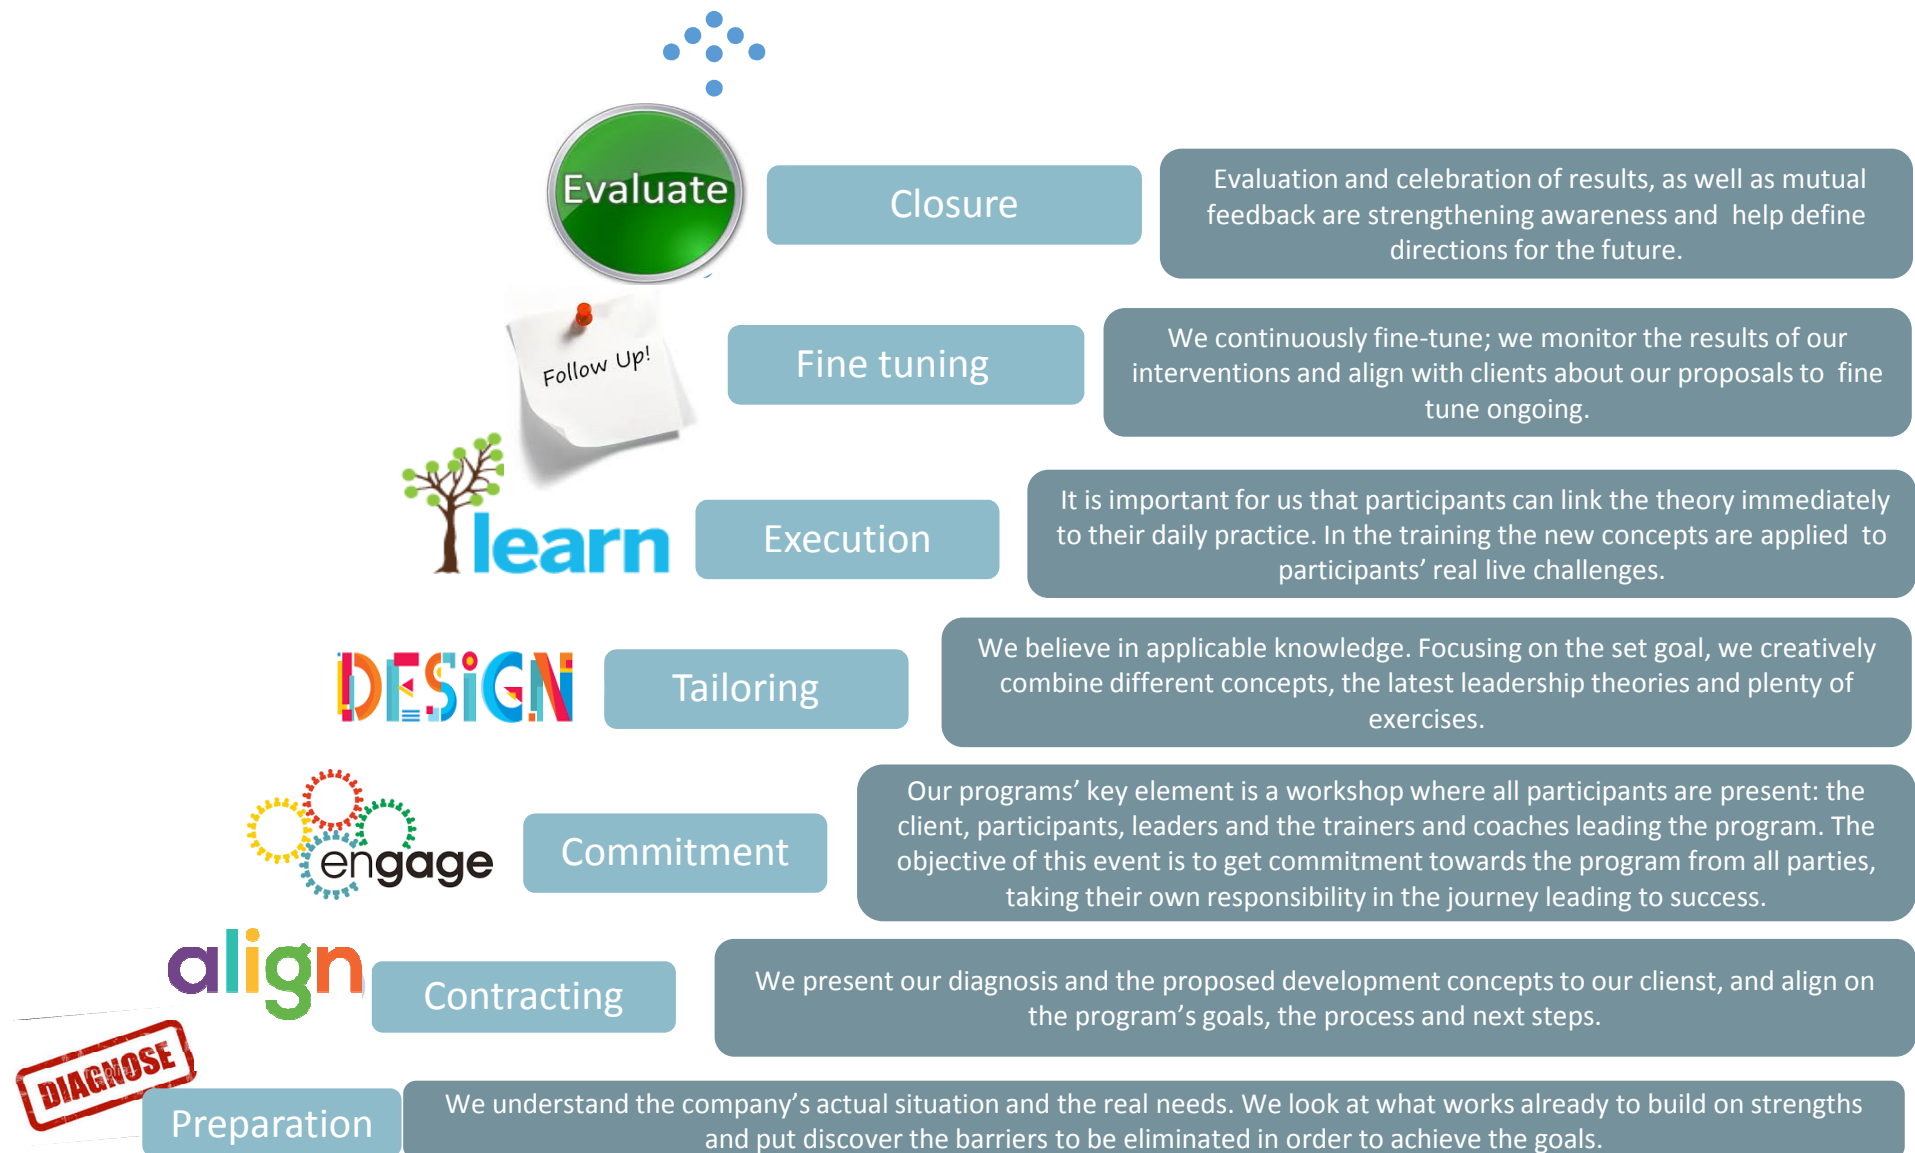 Evaluate
Closure
Evaluation and celebration of results, as well as mutual
feedback are strengthening awareness and help define
directions for the future.
Follow Up!
Fine tuning
We continuously fine-tune; we monitor the results of our
interventions and align with clients about our proposals to fine
tune ongoing.
learn
Execution
It is important for us that participants can link the theory immediately
to their daily practice. In the training the new concepts are applied to
participants’ real live challenges.
DESiGN
Tailoring
We believe in applicable knowledge. Focusing on the set goal, we creatively
combine different concepts, the latest leadership theories and plenty of
exercises.
engage
Commitment
Our programs’ key element is a workshop where all participants are present: the
client, participants, leaders and the trainers and coaches leading the program. The
objective of this event is to get commitment towards the program from all parties,
taking their own responsibility in the journey leading to success.
align
Contracting
We present our diagnosis and the proposed development concepts to our clienst, and align on
the program’s goals, the process and next steps.
DIAGNOSE
Preparation
We understand the company’s actual situation and the real needs. We look at what works already to build on strengths
and put discover the barriers to be eliminated in order to achieve the goals.